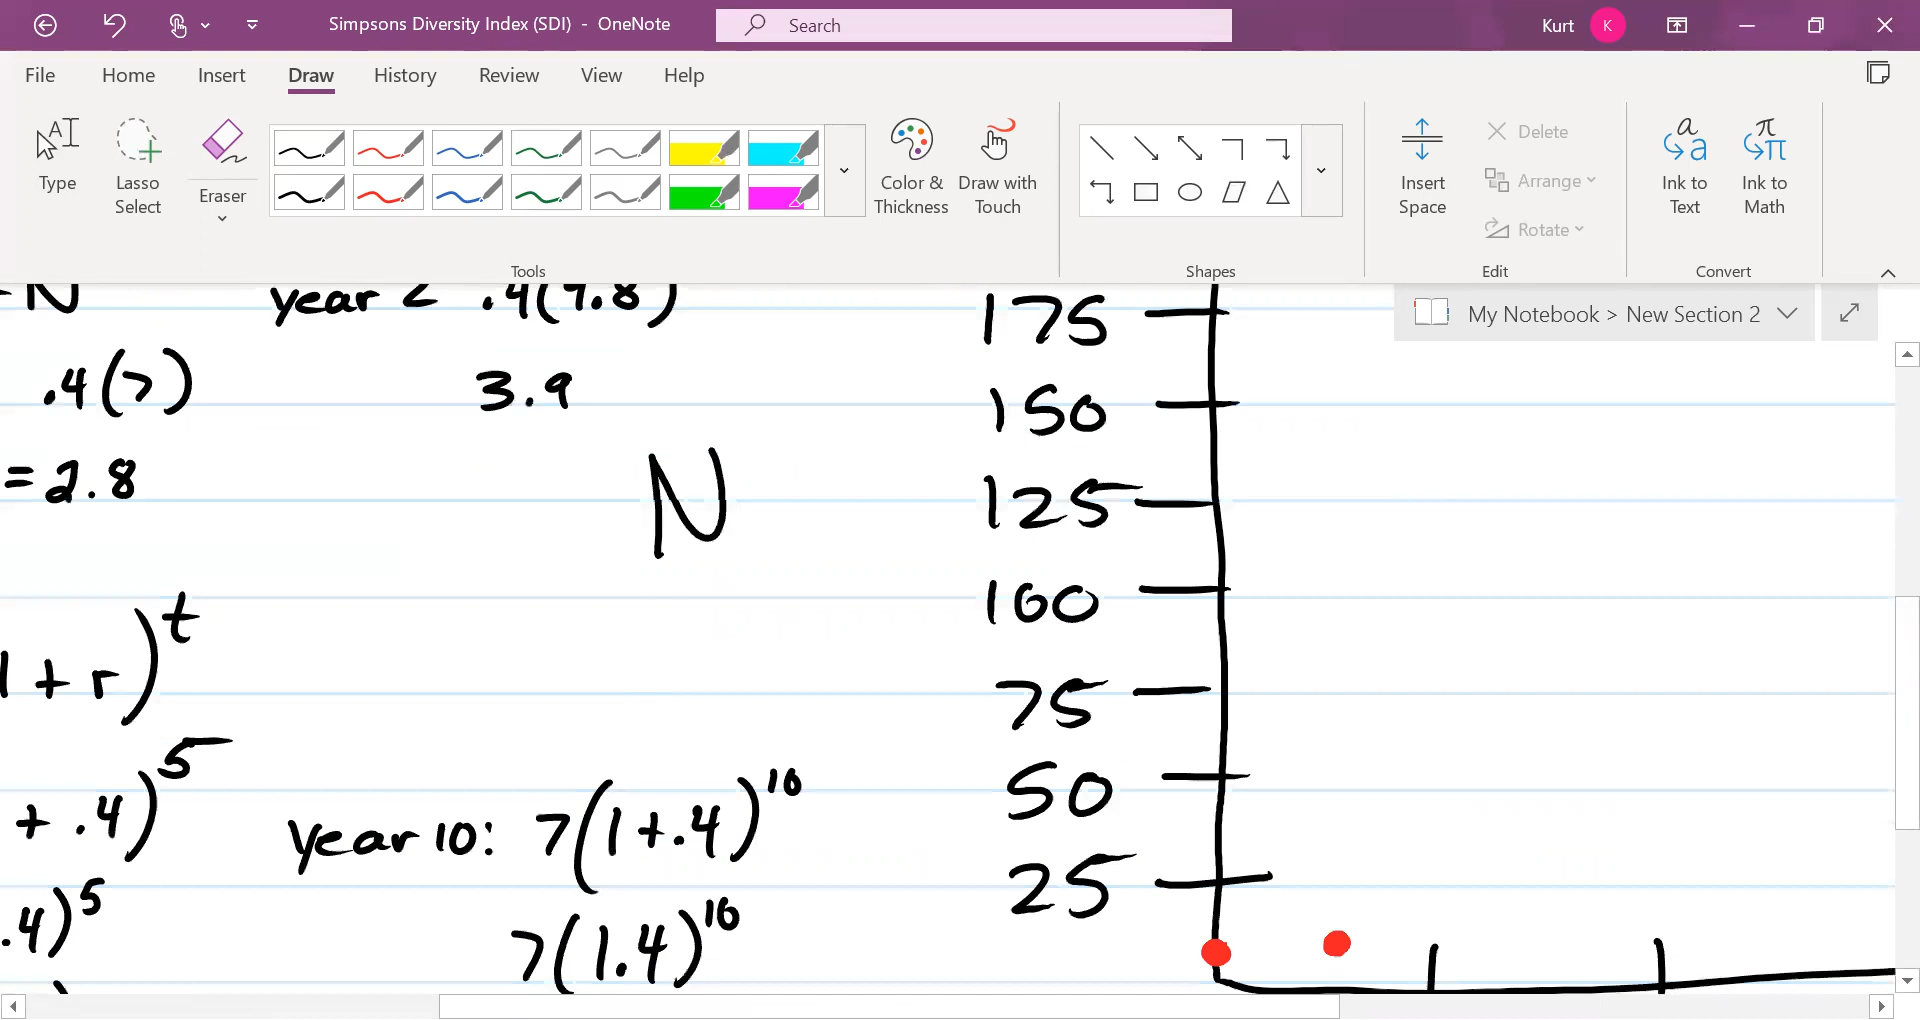 Simpsons Diversity Index (SDI) - OneNote
Search
Kurt
K
File
Home
Insert
Draw
History
Review
View
Help
Type
Lasso
Select
Eraser
Color &
Thickness
Draw with
Touch
Insert
Space
Delete
Arrange
Rotate
Ink to
Text
Ink to
Math
Tools
Shapes
Edit
Convert
My Notebook > New Section 2
N
year 2 .4(9.8)
.4(7)
3.9
= 2.8
N
1 + r)^t
+ .4)^5
.4)^5
year 10: 7(1+.4)^10
7(1.4)^10
175
150
125
100
75
50
25